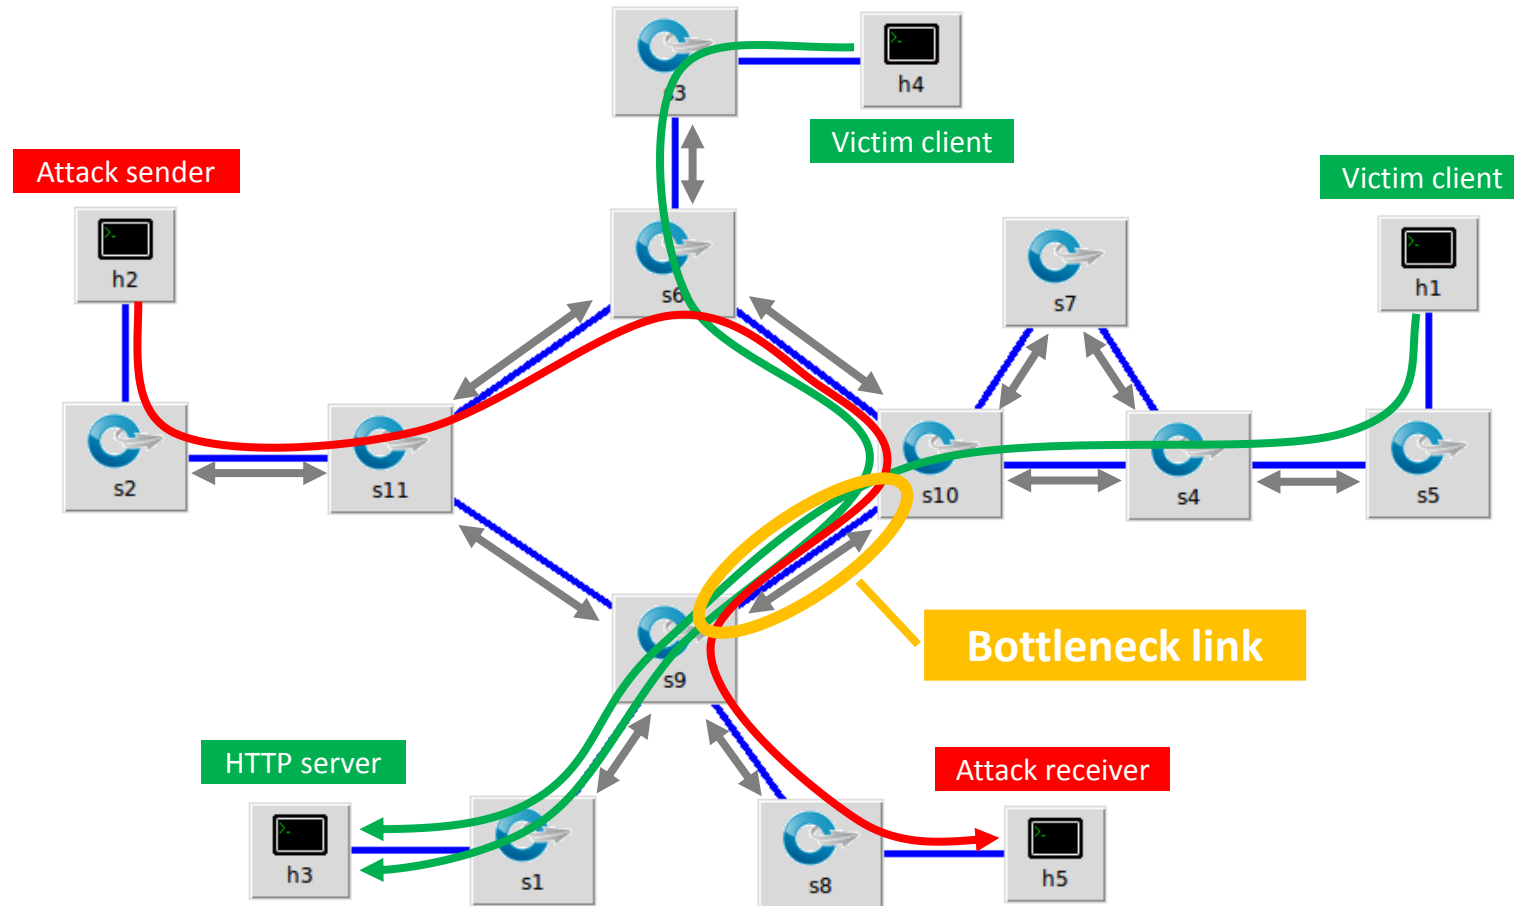 s3
h4
Victim client
Attack sender
Victim client
h2
s6
s7
h1
s2
s11
s10
s4
s5
Bottleneck link
s9
HTTP server
Attack receiver
h3
s1
s8
h5